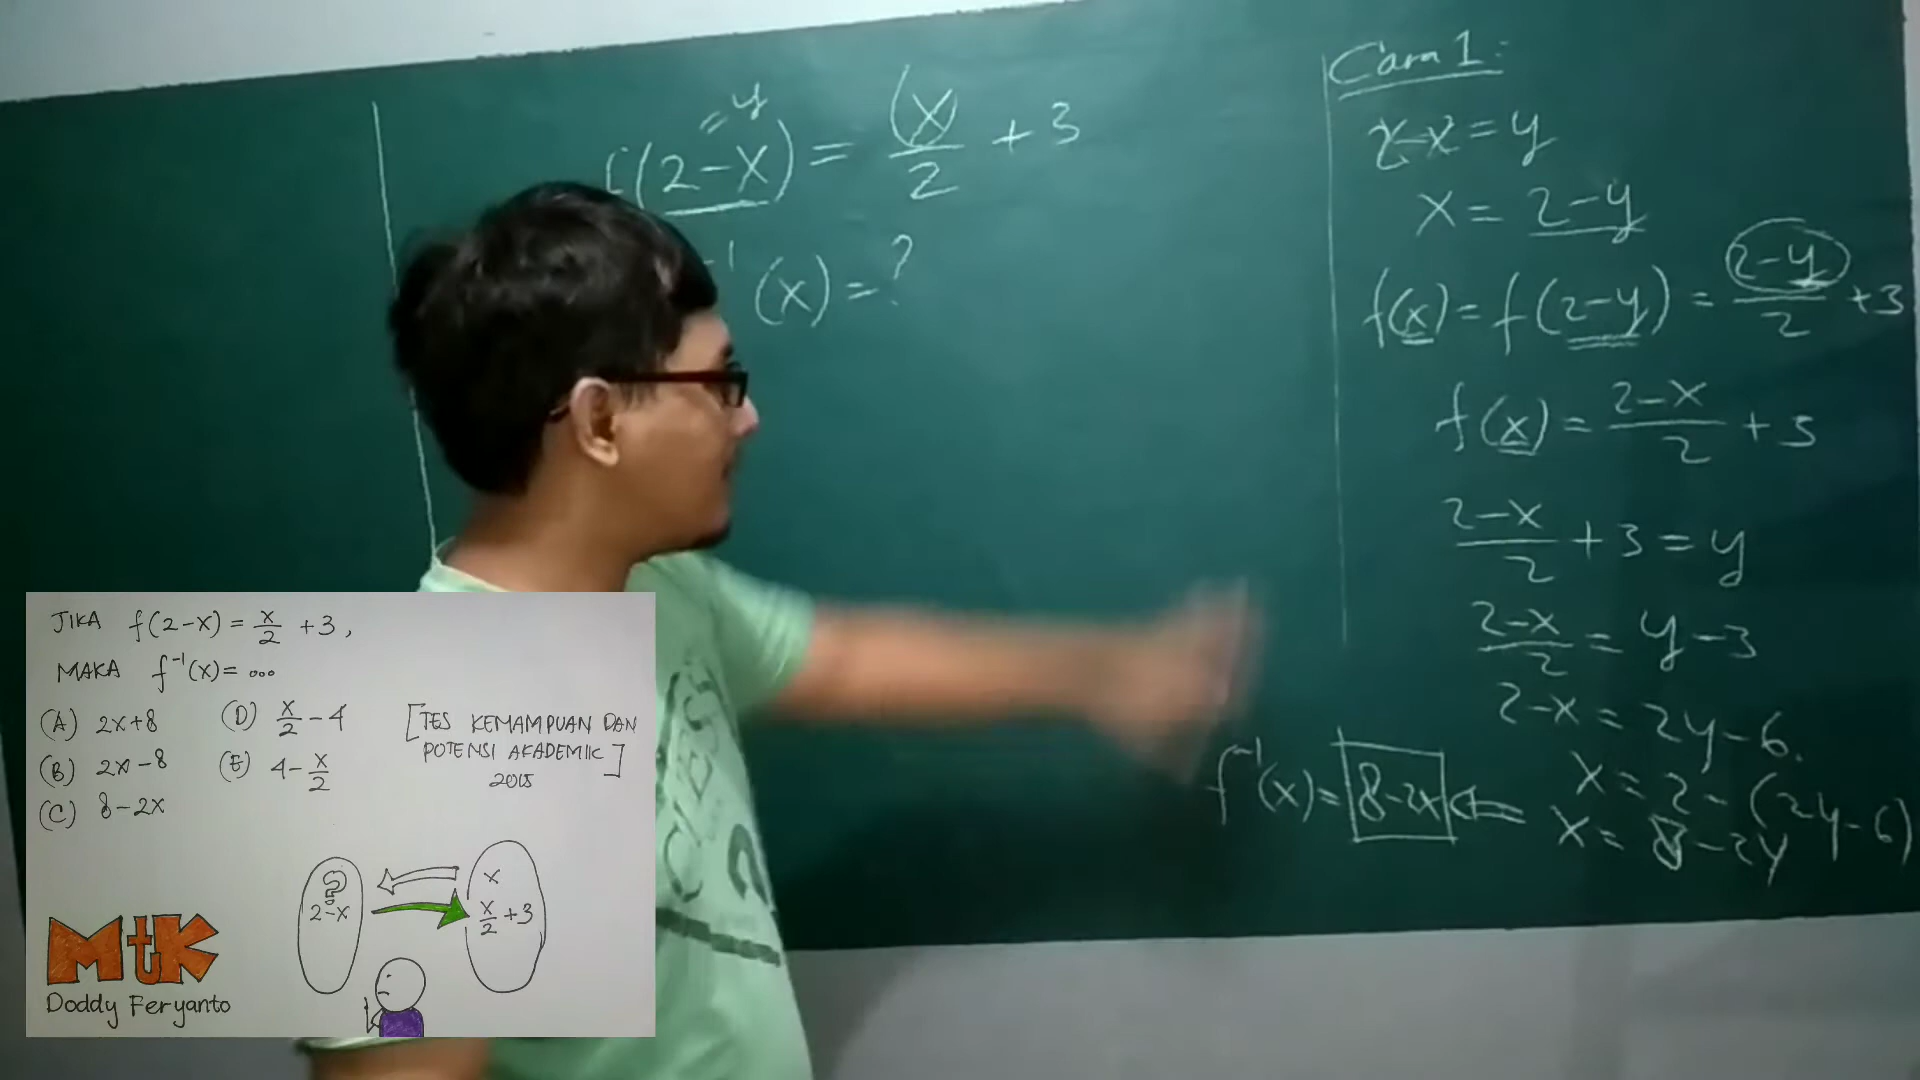 =y
f(2-x) = (x)/2 + 3
-1 (x) = ?
Cara 1:
2-x = y
x = 2-y
f(x) = f(2-y) = (2-y)/2 + 3
f(x) = (2-x)/2 + 3
(2-x)/2 + 3 = y
(2-x)/2 = y-3
2-x = 2y-6.
x = 2-(2y-6)
f⁻¹(x) = 8-2x ⇐ x = 8-2y
JIKA f(2-x) = x/2 + 3,
MAKA f⁻¹(x) = ...
(A) 2x+8 (D) x/2 - 4
(B) 2x-8 (E) 4 - x/2
(C) 8-2x
[TES KEMAMPUAN DAN
POTENSI AKADEMIK]
2015
? x
2-x x/2 +3
MtK
Doddy Feryanto